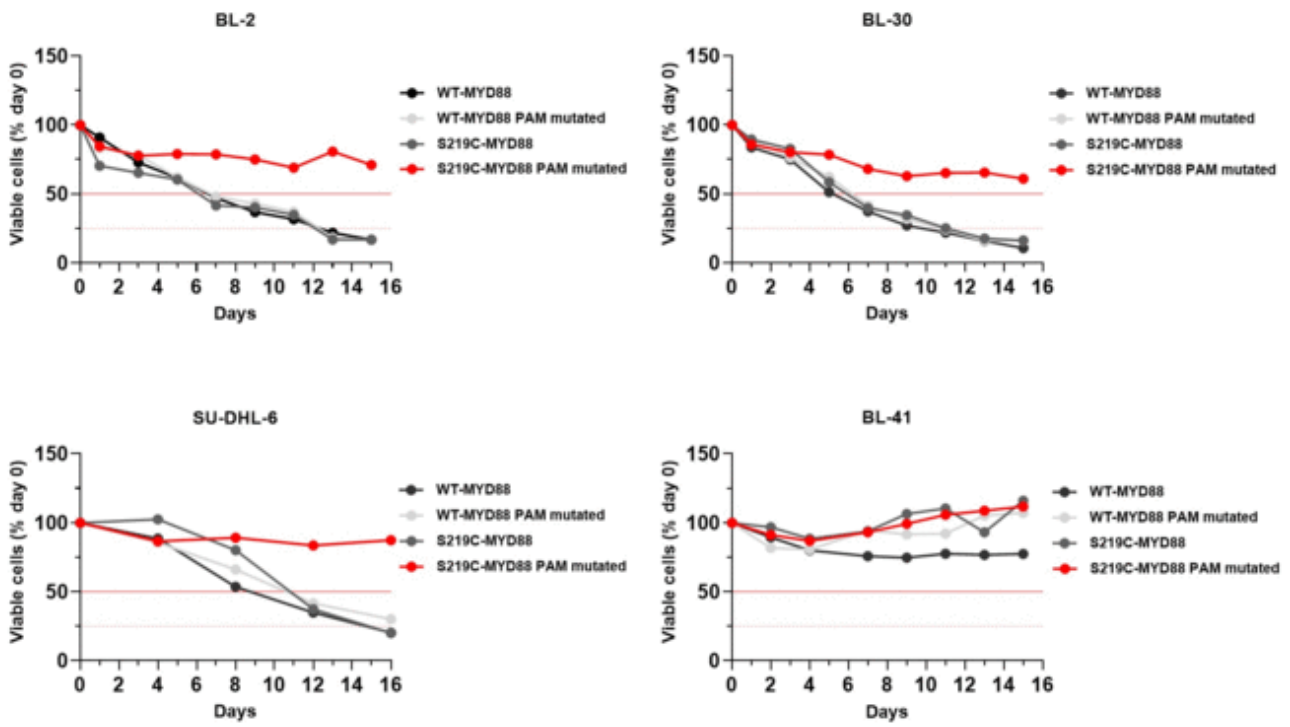 BL-2
Viable cells (% day 0)
150
100
50
0
0 2 4 6 8 10 12 14 16
Days
WT-MYD88
WT-MYD88 PAM mutated
S219C-MYD88
S219C-MYD88 PAM mutated
BL-30
Viable cells (% day 0)
150
100
50
0
0 2 4 6 8 10 12 14 16
Days
WT-MYD88
WT-MYD88 PAM mutated
S219C-MYD88
S219C-MYD88 PAM mutated
SU-DHL-6
Viable cells (% day 0)
150
100
50
0
0 2 4 6 8 10 12 14 16
Days
WT-MYD88
WT-MYD88 PAM mutated
S219C-MYD88
S219C-MYD88 PAM mutated
BL-41
Viable cells (% day 0)
150
100
50
0
0 2 4 6 8 10 12 14 16
Days
WT-MYD88
WT-MYD88 PAM mutated
S219C-MYD88
S219C-MYD88 PAM mutated